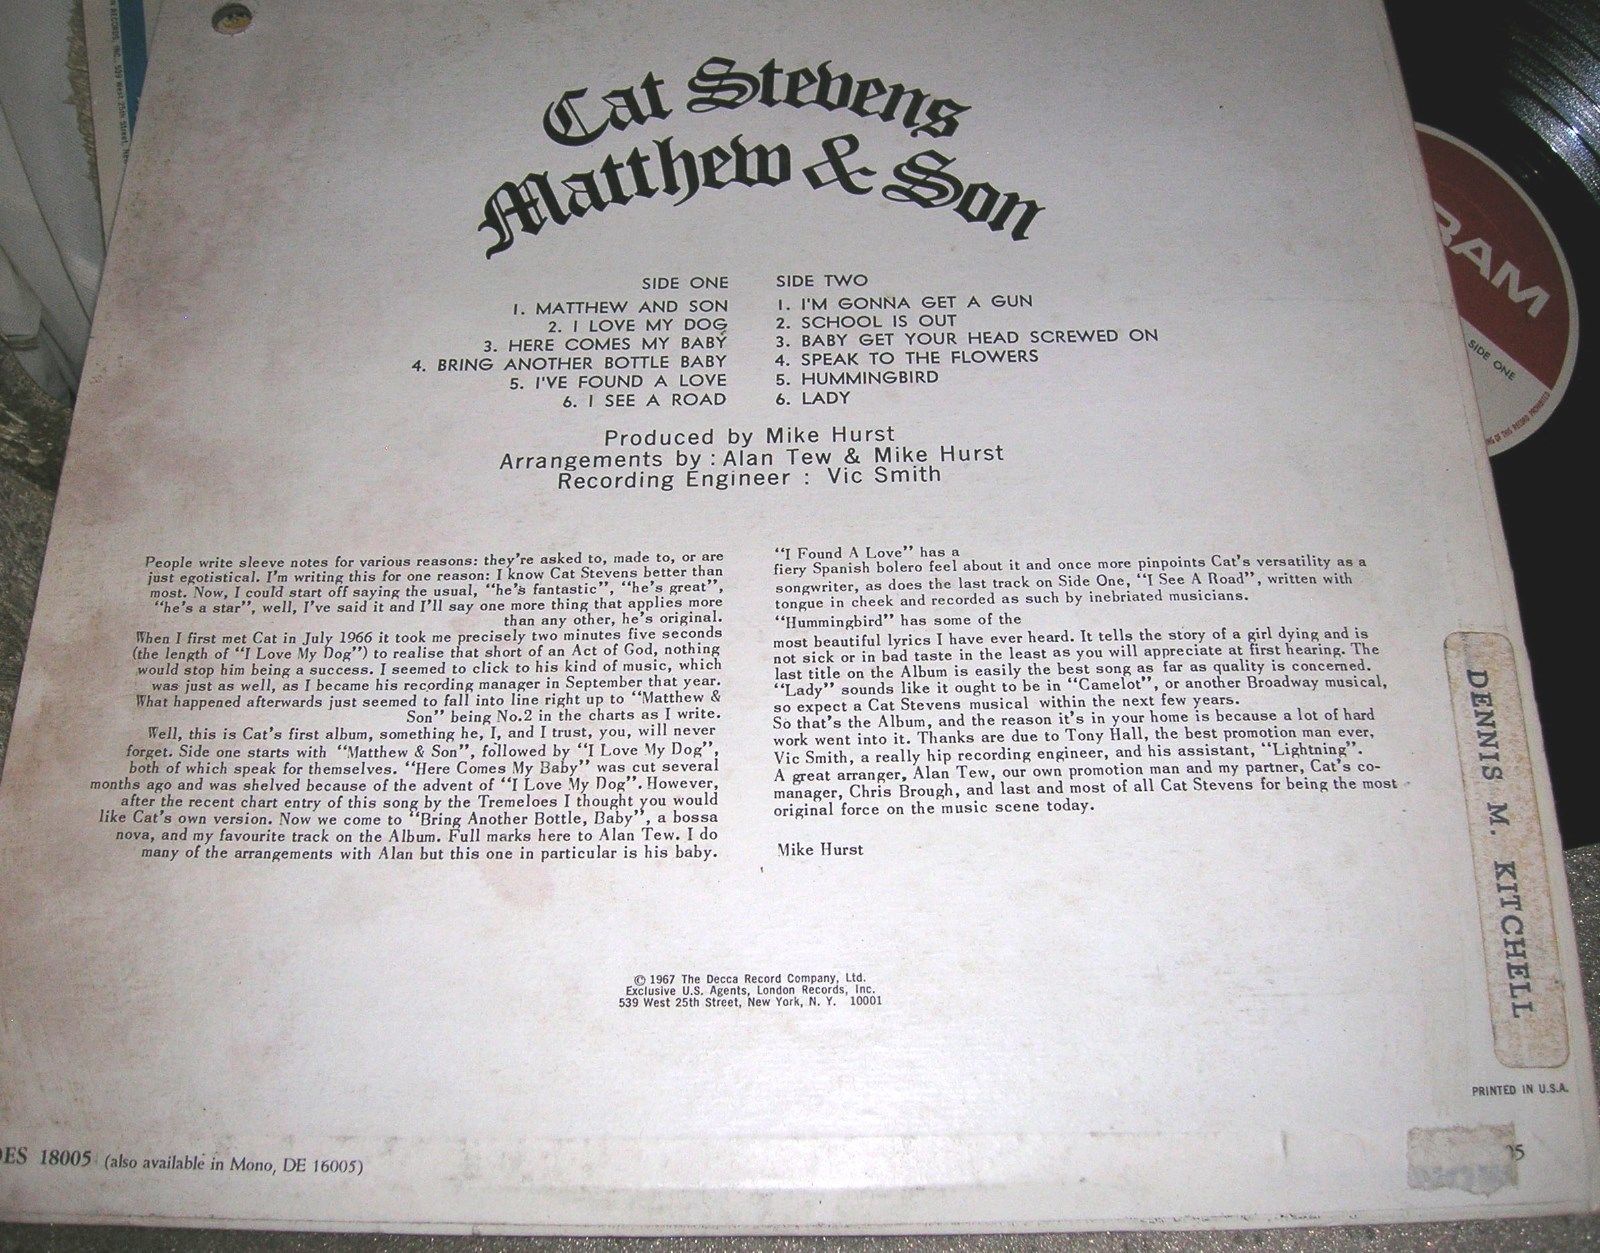 Cat Stevens
Matthew & Son
SIDE ONE
1. MATTHEW AND SON
2. I LOVE MY DOG
3. HERE COMES MY BABY
4. BRING ANOTHER BOTTLE BABY
5. I'VE FOUND A LOVE
6. I SEE A ROAD
SIDE TWO
1. I'M GONNA GET A GUN
2. SCHOOL IS OUT
3. BABY GET YOUR HEAD SCREWED ON
4. SPEAK TO THE FLOWERS
5. HUMMINGBIRD
6. LADY
Produced by Mike Hurst
Arrangements by : Alan Tew & Mike Hurst
Recording Engineer : Vic Smith
People write sleeve notes for various reasons: they're asked to, made to, or are
just egotistical. I'm writing this for one reason: I know Cat Stevens better than
most. Now, I could start off saying the usual, "he's fantastic", "he's great",
"he's a star", well, I've said it and I'll say one more thing that applies more
than any other, he's original.
When I first met Cat in July 1966 it took me precisely two minutes five seconds
(the length of "I Love My Dog") to realise that short of an Act of God, nothing
would stop him being a success. I seemed to click to his kind of music, which
was just as well, as I became his recording manager in September that year.
What happened afterwards just seemed to fall into line right up to "Matthew &
Son" being No.2 in the charts as I write.
Well, this is Cat's first album, something he, I, and I trust, you, will never
forget. Side one starts with "Matthew & Son", followed by "I Love My Dog",
both of which speak for themselves. "Here Comes My Baby" was cut several
months ago and was shelved because of the advent of "I Love My Dog". However,
after the recent chart entry of this song by the Tremeloes I thought you would
like Cat's own version. Now we come to "Bring Another Bottle, Baby", a bossa
nova, and my favourite track on the Album. Full marks here to Alan Tew. I do
many of the arrangements with Alan but this one in particular is his baby.
"I Found A Love" has a
fiery Spanish bolero feel about it and once more pinpoints Cat's versatility as a
songwriter, as does the last track on Side One, "I See A Road", written with
tongue in cheek and recorded as such by inebriated musicians.
"Hummingbird" has some of the
most beautiful lyrics I have ever heard. It tells the story of a girl dying and is
not sick or in bad taste in the least as you will appreciate at first hearing. The
last title on the Album is easily the best song as far as quality is concerned.
"Lady" sounds like it ought to be in "Camelot", or another Broadway musical,
so expect a Cat Stevens musical within the next few years.
So that's the Album, and the reason it's in your home is because a lot of hard
work went into it. Thanks are due to Tony Hall, the best promotion man ever,
Vic Smith, a really hip recording engineer, and his assistant, "Lightning".
A great arranger, Alan Tew, our own promotion man and my partner, Cat's co-
manager, Chris Brough, and last and most of all Cat Stevens for being the most
original force on the music scene today.
Mike Hurst
© 1967 The Decca Record Company, Ltd.
Exclusive U.S. Agents, London Records, Inc.
539 West 25th Street, New York, N. Y. 10001
DENNIS M. KITCHELL
PRINTED IN U.S.A.
DES 18005 (also available in Mono, DE 16005)
05
RAM
SIDE ONE
ING OF THIS RECORD PROHIBITED
N RECORDS, INC., 539 West 25th Street, New